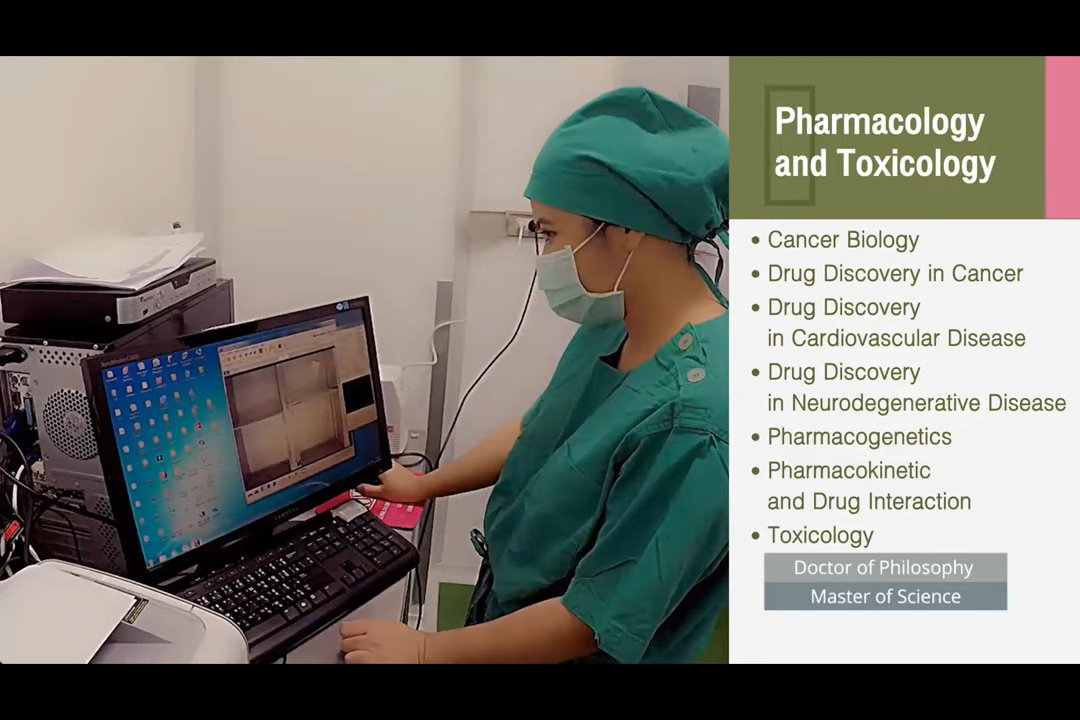 Pharmacology
and Toxicology
• Cancer Biology
• Drug Discovery in Cancer
• Drug Discovery
in Cardiovascular Disease
• Drug Discovery
in Neurodegenerative Disease
• Pharmacogenetics
• Pharmacokinetic
and Drug Interaction
• Toxicology
Doctor of Philosophy
Master of Science
SAMSUNG